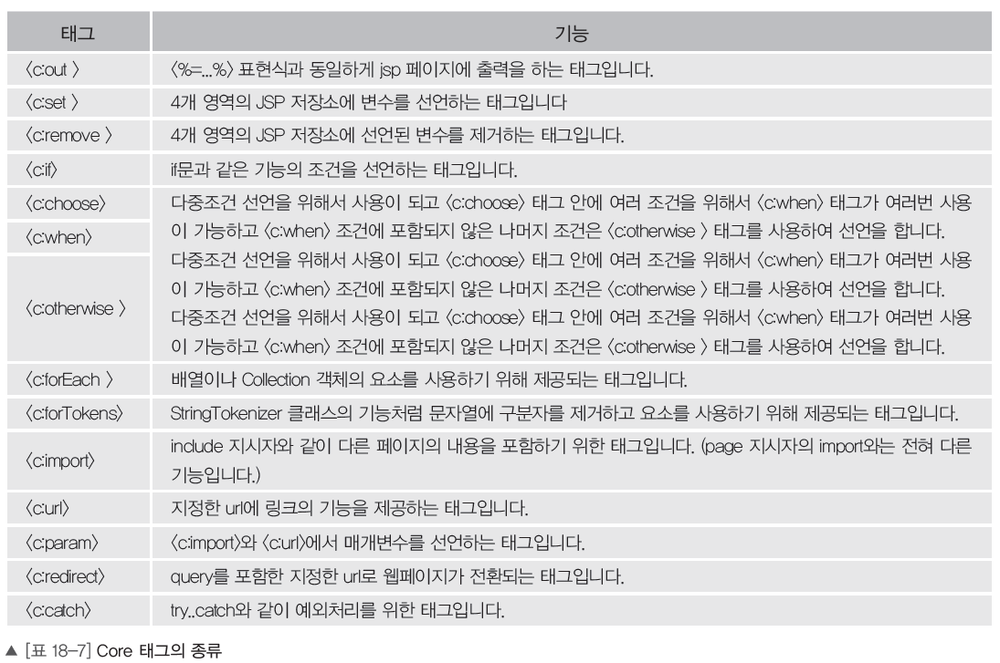 태그 기능
〈c:out 〉 〈%=...%〉 표현식과 동일하게 jsp 페이지에 출력을 하는 태그입니다.
〈c:set 〉 4개 영역의 JSP 저장소에 변수를 선언하는 태그입니다
〈c:remove 〉 4개 영역의 JSP 저장소에 선언된 변수를 제거하는 태그입니다.
〈c:if〉 if문과 같은 기능의 조건을 선언하는 태그입니다.
〈c:choose〉
〈c:when〉
〈c:otherwise 〉
다중조건 선언을 위해서 사용이 되고 〈c:choose〉 태그 안에 여러 조건을 위해서 〈c:when〉 태그가 여러번 사용
이 가능하고 〈c:when〉 조건에 포함되지 않은 나머지 조건은 〈c:otherwise 〉 태그를 사용하여 선언을 합니다.
다중조건 선언을 위해서 사용이 되고 〈c:choose〉 태그 안에 여러 조건을 위해서 〈c:when〉 태그가 여러번 사용
이 가능하고 〈c:when〉 조건에 포함되지 않은 나머지 조건은 〈c:otherwise 〉 태그를 사용하여 선언을 합니다.
다중조건 선언을 위해서 사용이 되고 〈c:choose〉 태그 안에 여러 조건을 위해서 〈c:when〉 태그가 여러번 사용
이 가능하고 〈c:when〉 조건에 포함되지 않은 나머지 조건은 〈c:otherwise 〉 태그를 사용하여 선언을 합니다.
〈c:forEach 〉 배열이나 Collection 객체의 요소를 사용하기 위해 제공되는 태그입니다.
〈c:forTokens〉 StringTokenizer 클래스의 기능처럼 문자열에 구분자를 제거하고 요소를 사용하기 위해 제공되는 태그입니다.
〈c:import〉 include 지시자와 같이 다른 페이지의 내용을 포함하기 위한 태그입니다. (page 지시자의 import와는 전혀 다른
기능입니다.)
〈c:url〉 지정한 url에 링크의 기능을 제공하는 태그입니다.
〈c:param〉 〈c:import〉와 〈c:url〉에서 매개변수를 선언하는 태그입니다.
〈c:redirect〉 query를 포함한 지정한 url로 웹페이지가 전환되는 태그입니다.
〈c:catch〉 try..catch와 같이 예외처리를 위한 태그입니다.
▲ [표 18-7] Core 태그의 종류